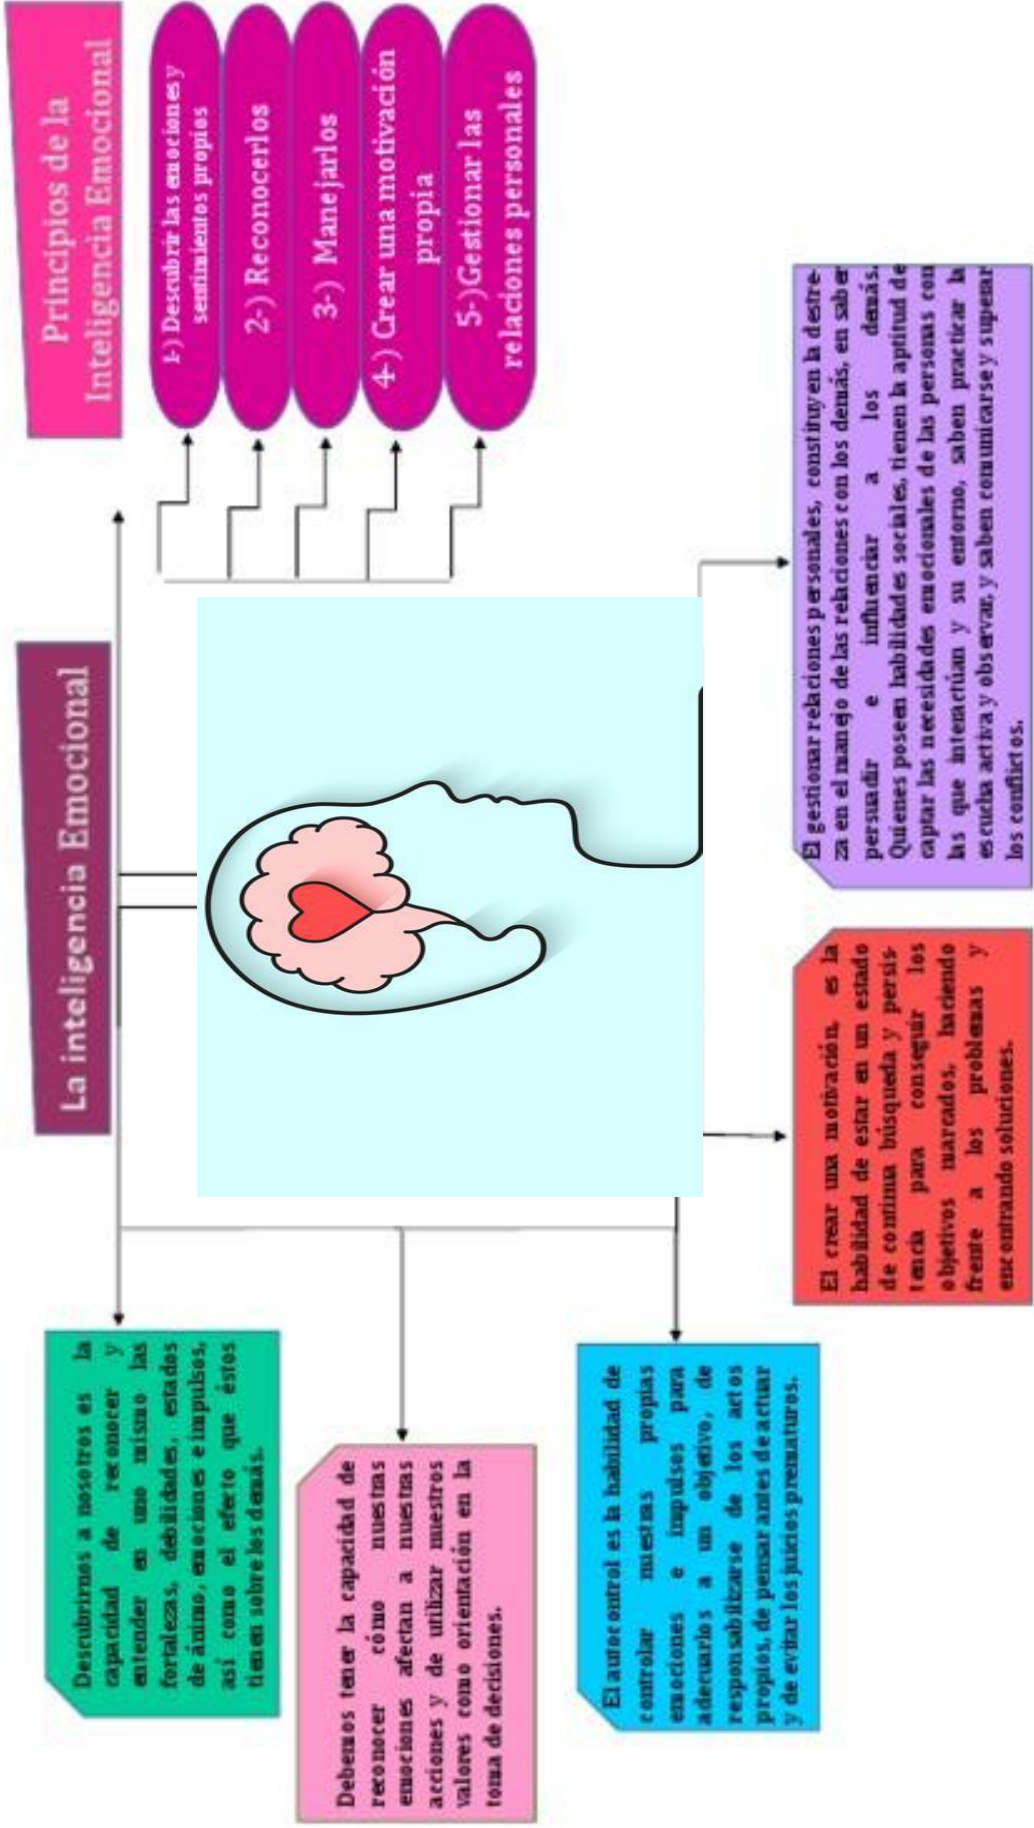 La inteligencia Emocional
Principios de la
Inteligencia Emocional
1-) Descubrir las emociones y
sentimientos propios
2-) Reconocerlos
3-) Manejarlos
4-) Crear una motivación
propia
5-)Gestionar las
relaciones personales
Descubrirnos a nosotros es la
capacidad de reconocer y
entender en uno mismo las
fortalezas, debilidades, estados
de ánimo, emociones e impulsos,
así como el efecto que éstos
tienen sobre los demás.
Debemos tener la capacidad de
reconocer cómo nuestras
emociones afectan a nuestras
acciones y de utilizar nuestros
valores como orientación en la
toma de decisiones.
El autocontrol es la habilidad de
controlar nuestras propias
emociones e impulsos para
adecuarlos a un objetivo, de
responsabilizarse de los actos
propios, de pensar antes de actuar
y de evitar los juicios prematuros.
El crear una motivación, es la
habilidad de estar en un estado
de continua búsqueda y persis-
tencia para conseguir los
objetivos marcados, haciendo
frente a los problemas y
encontrando soluciones.
El gestionar relaciones personales, constituyen la destre-
za en el manejo de las relaciones con los demás, en saber
persuadir e influenciar a los demás.
Quienes poseen habilidades sociales, tienen la aptitud de
captar las necesidades emocionales de las personas con
las que interactúan y su entorno, saben practicar la
escucha activa y observar, y saben comunicarse y superar
los conflictos.